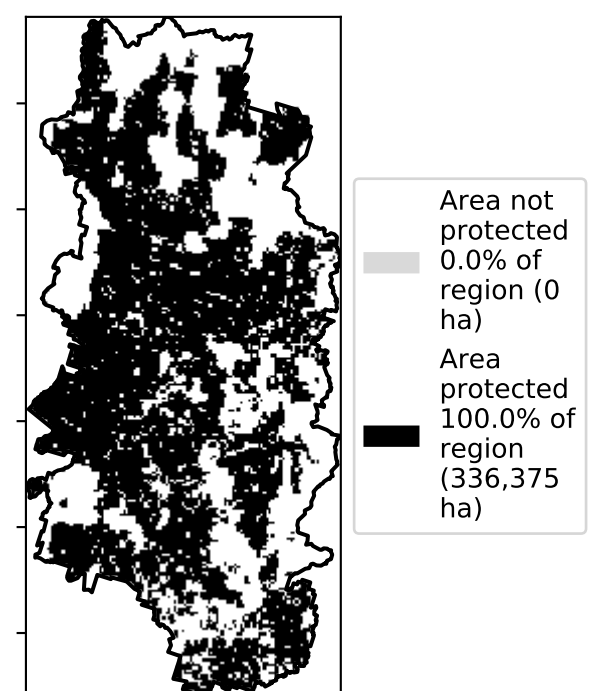 Area not
protected
0.0% of
region (0
ha)
Area
protected
100.0% of
region
(336,375
ha)